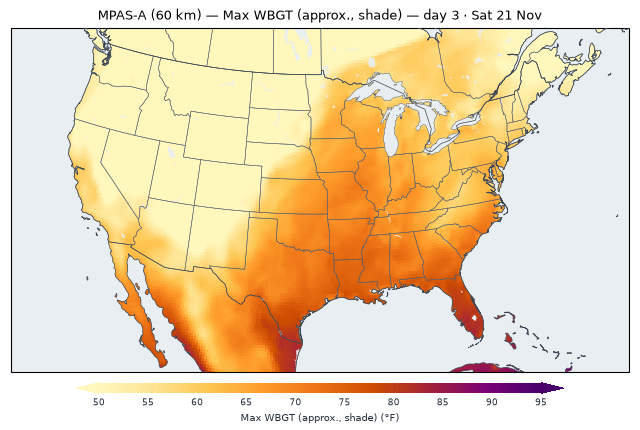 MPAS-A (60 km) — Max WBGT (approx., shade) — day 3 · Sat 21 Nov
50 55 60 65 70 75 80 85 90 95
Max WBGT (approx., shade) (°F)